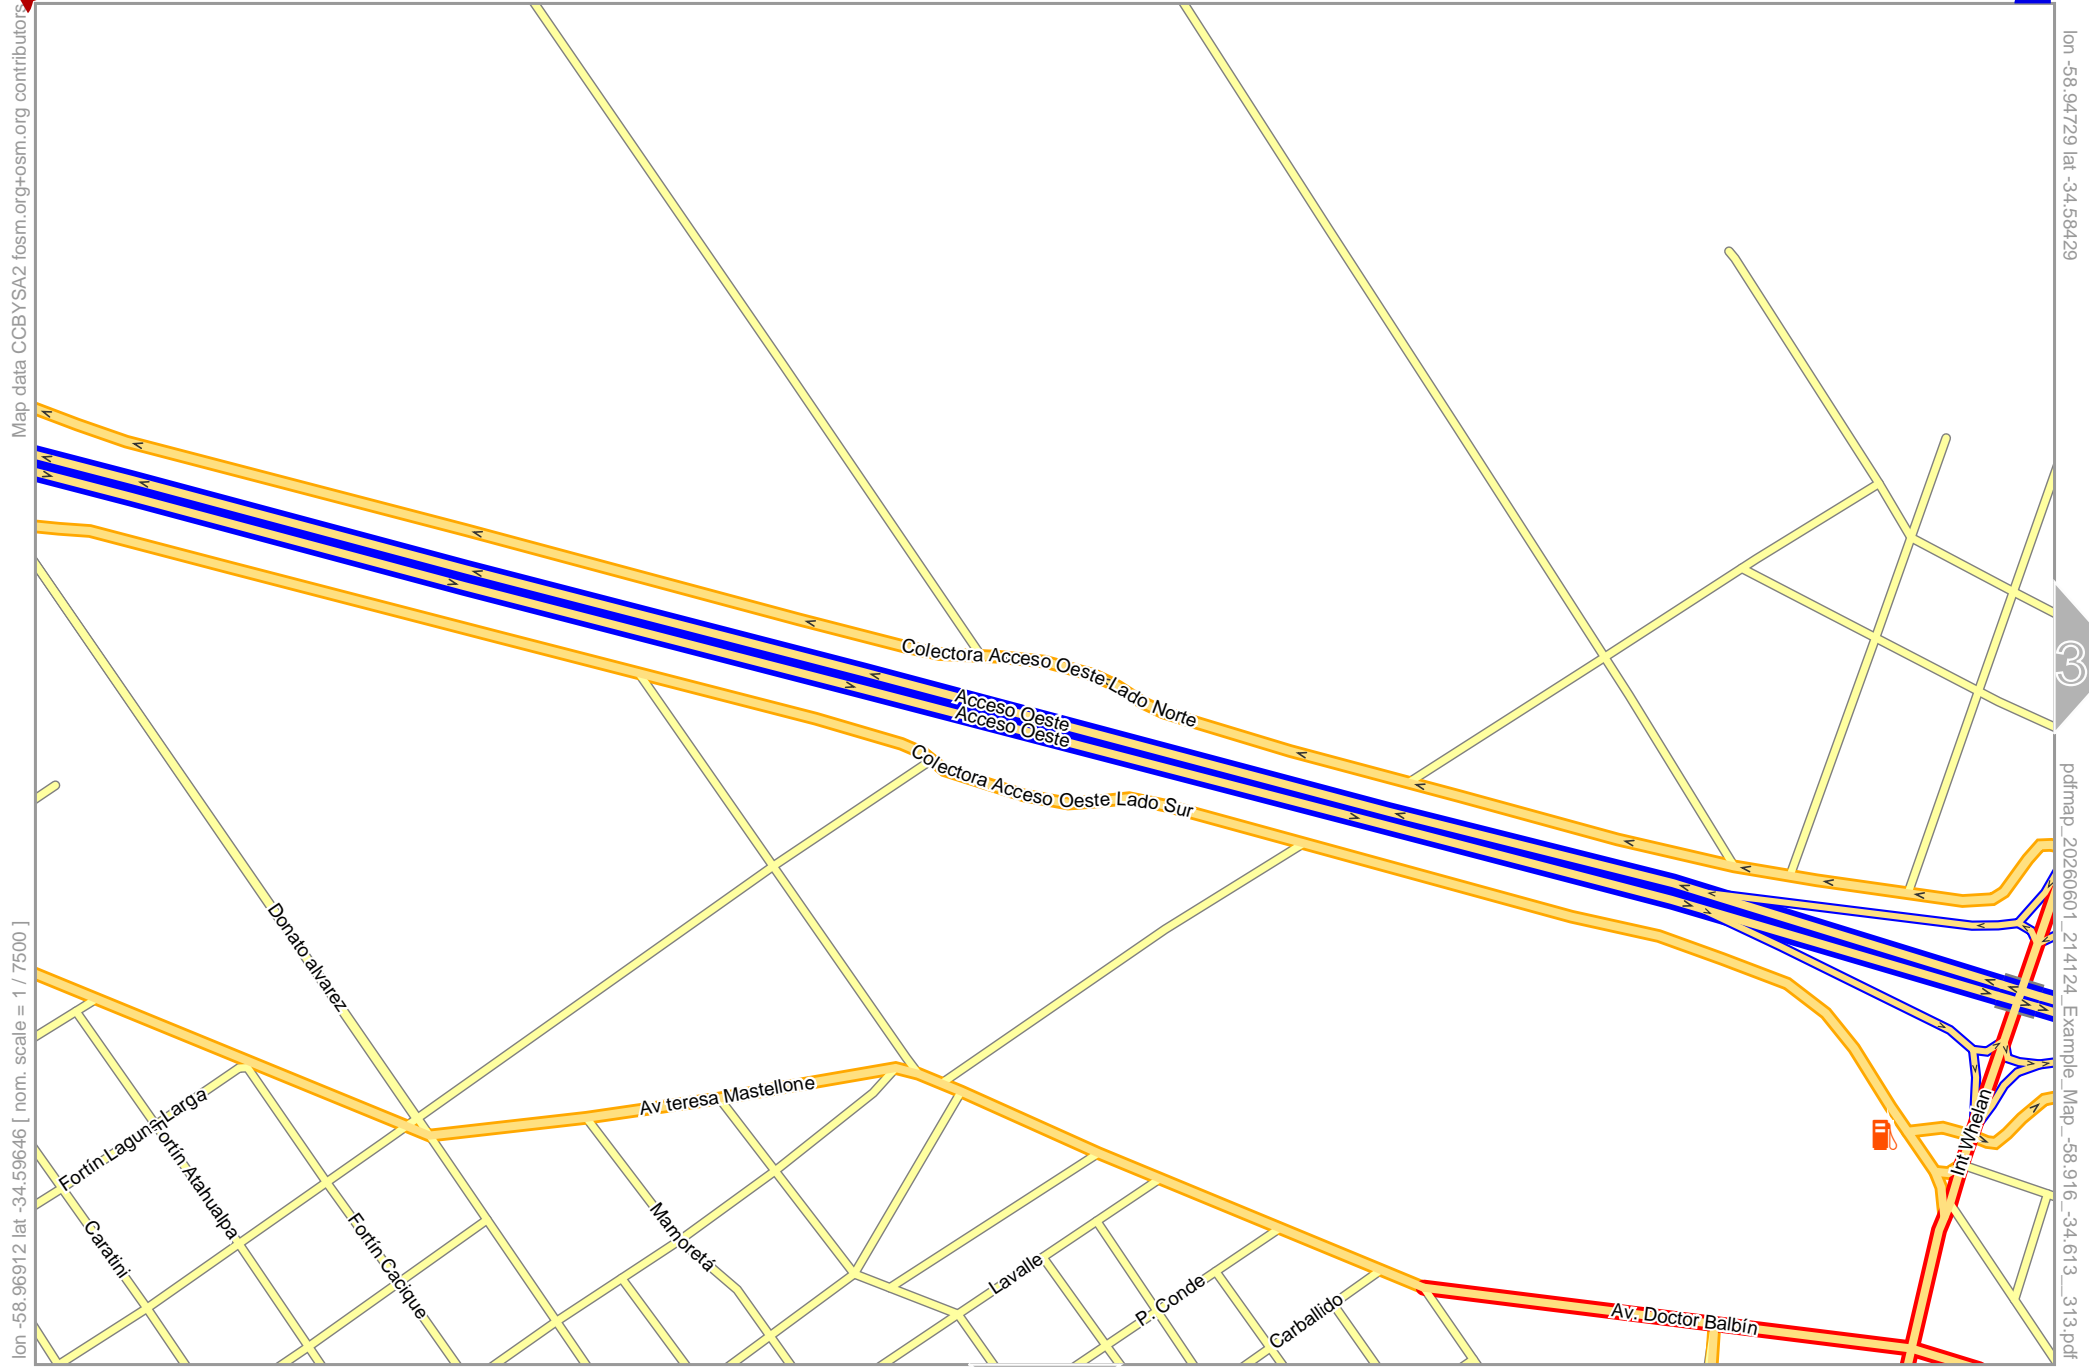 Map data CCBYSA2 fosm.org+osm.org contributors
lon -58.96912 lat -34.59646 [ nom. scale = 1 / 7500 ]
lon -58.94729 lat -34.58429
3
pdfmap_20260601_214124_Example_Map_-58.916_-34.613__313.pdf
Colectora Acceso Oeste Lado Norte
Acceso Oeste
Acceso Oeste
Colectora Acceso Oeste Lado Sur
Donato alvarez
Av teresa Mastellone
Fortín Laguna Larga
Fortín Atahualpa
Caratini
Fortín Cacique
Mamoretá
Lavalle
P. Conde
Carballido
Av. Doctor Balbín
Int Whelan